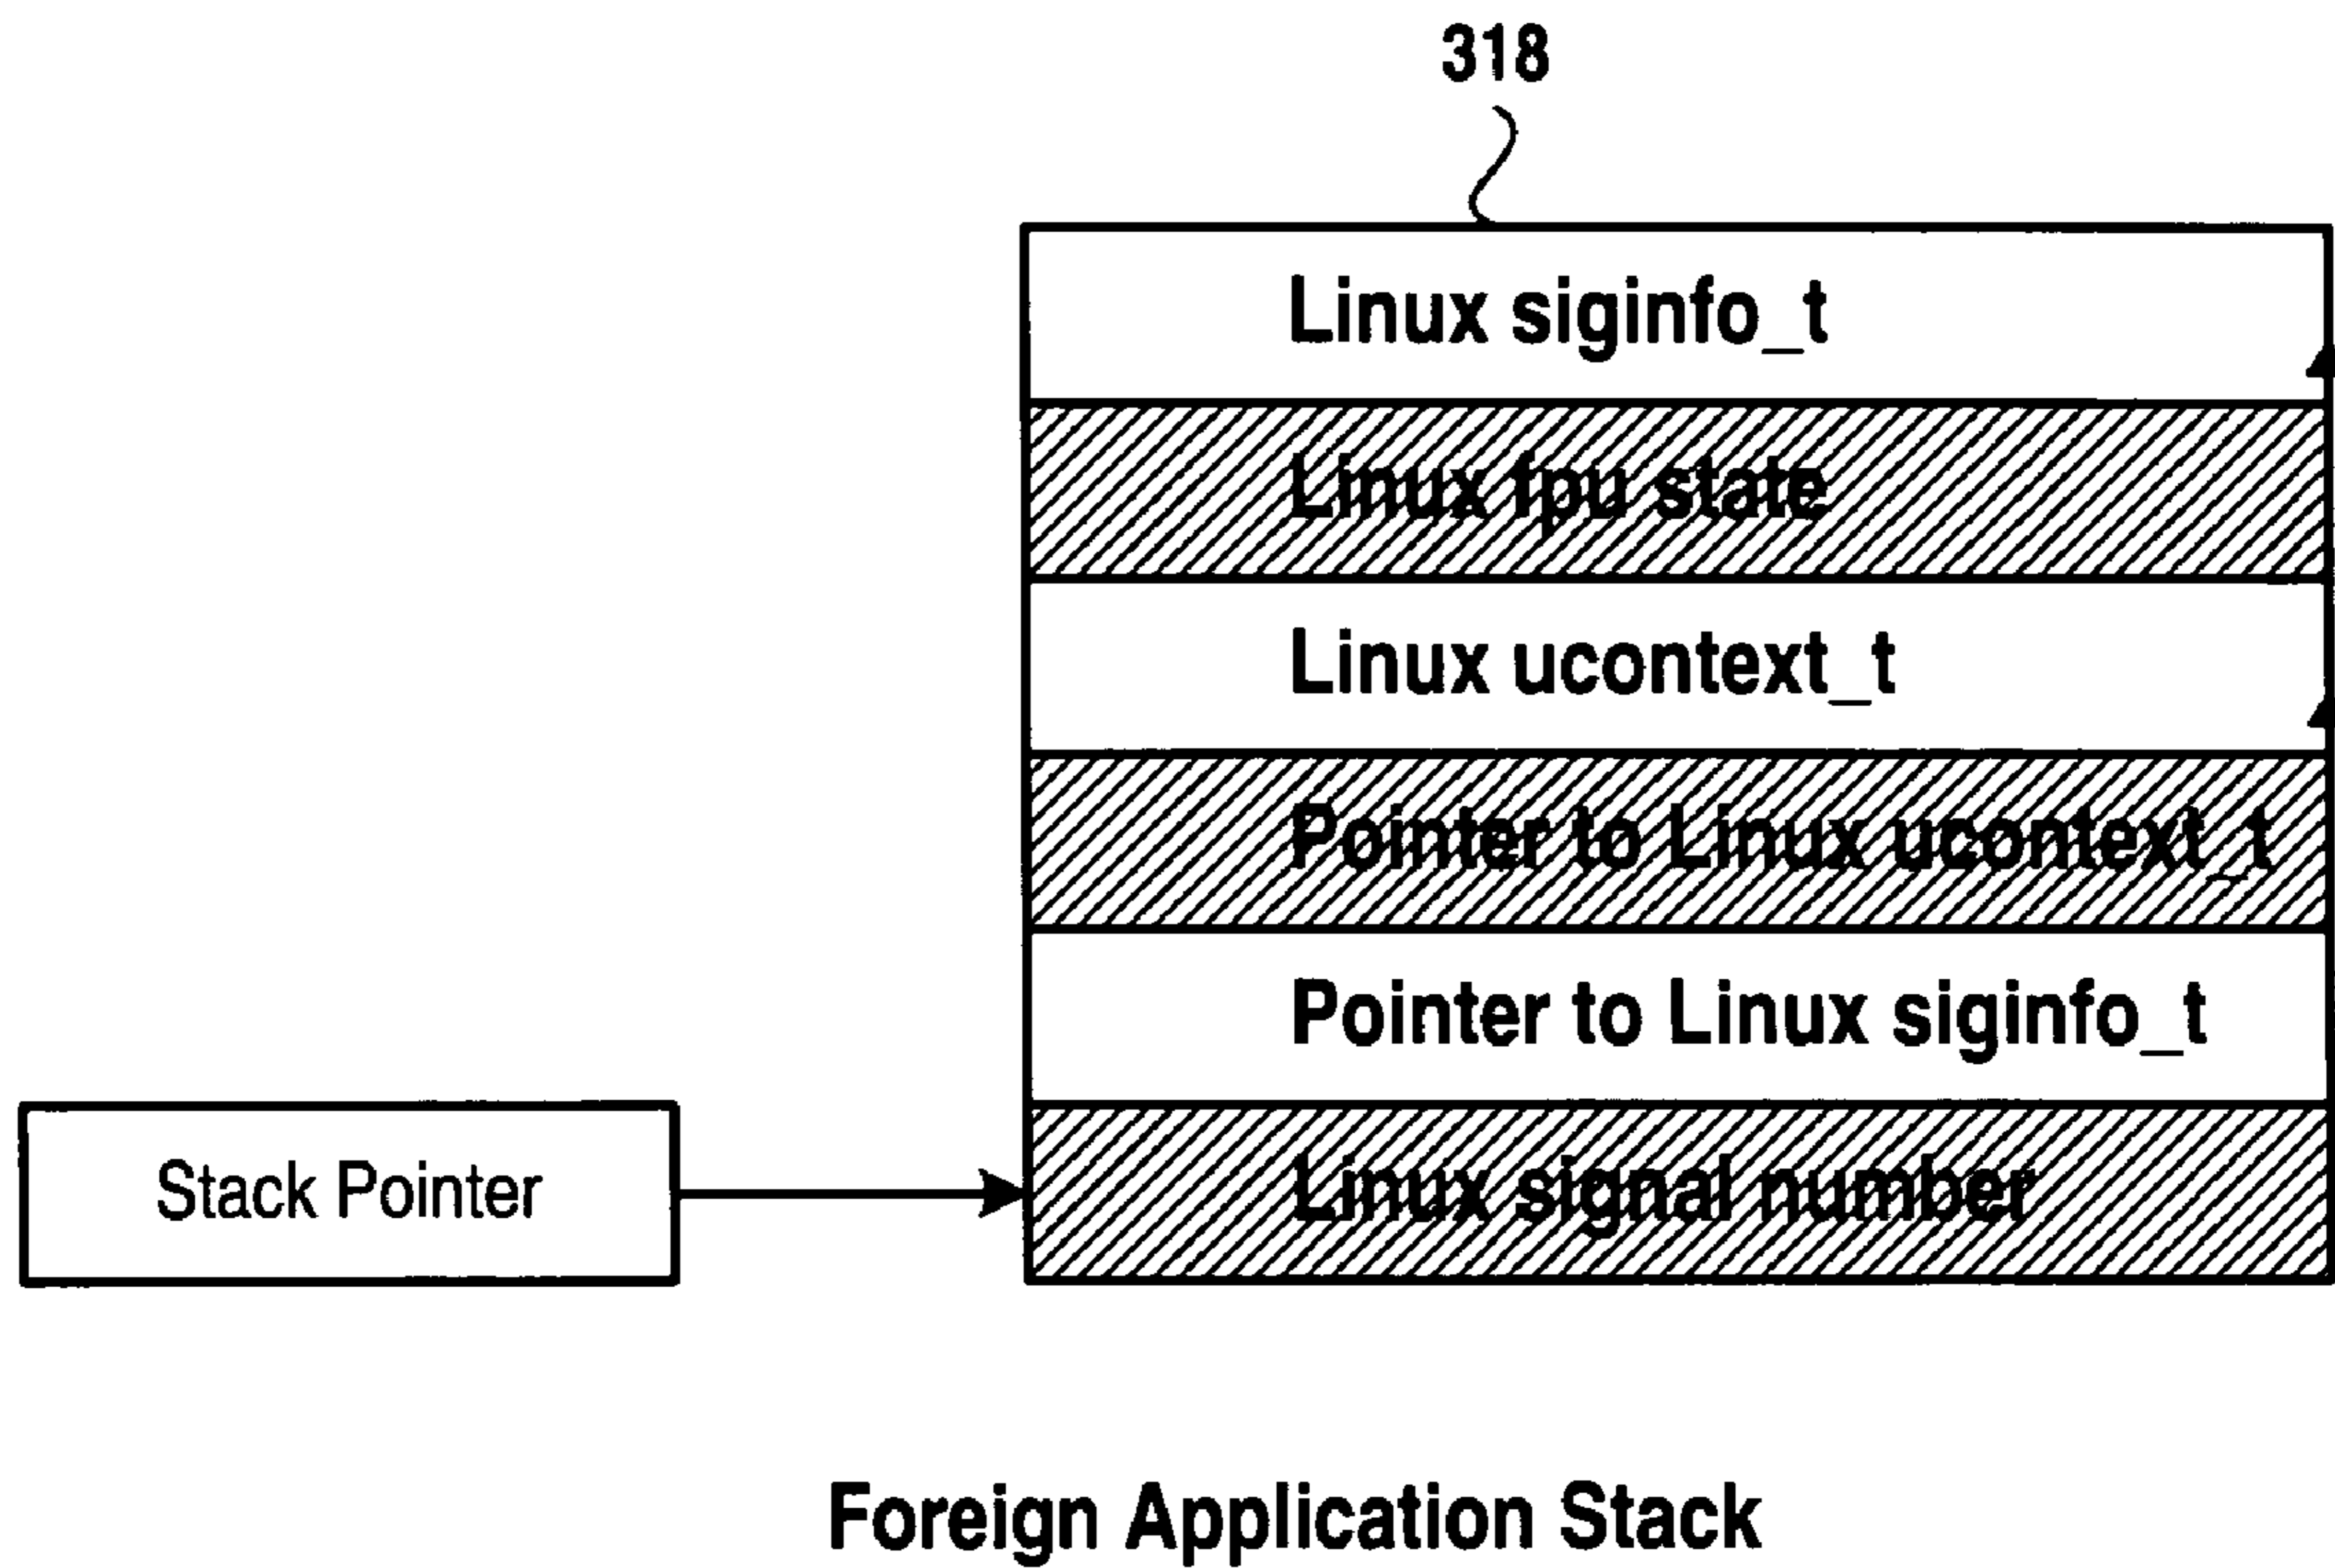 318
Linux siginfo_t
Linux fpu state
Linux ucontext_t
Pointer to Linux ucontext_t
Pointer to Linux siginfo_t
Linux signal number
Stack Pointer
Foreign Application Stack